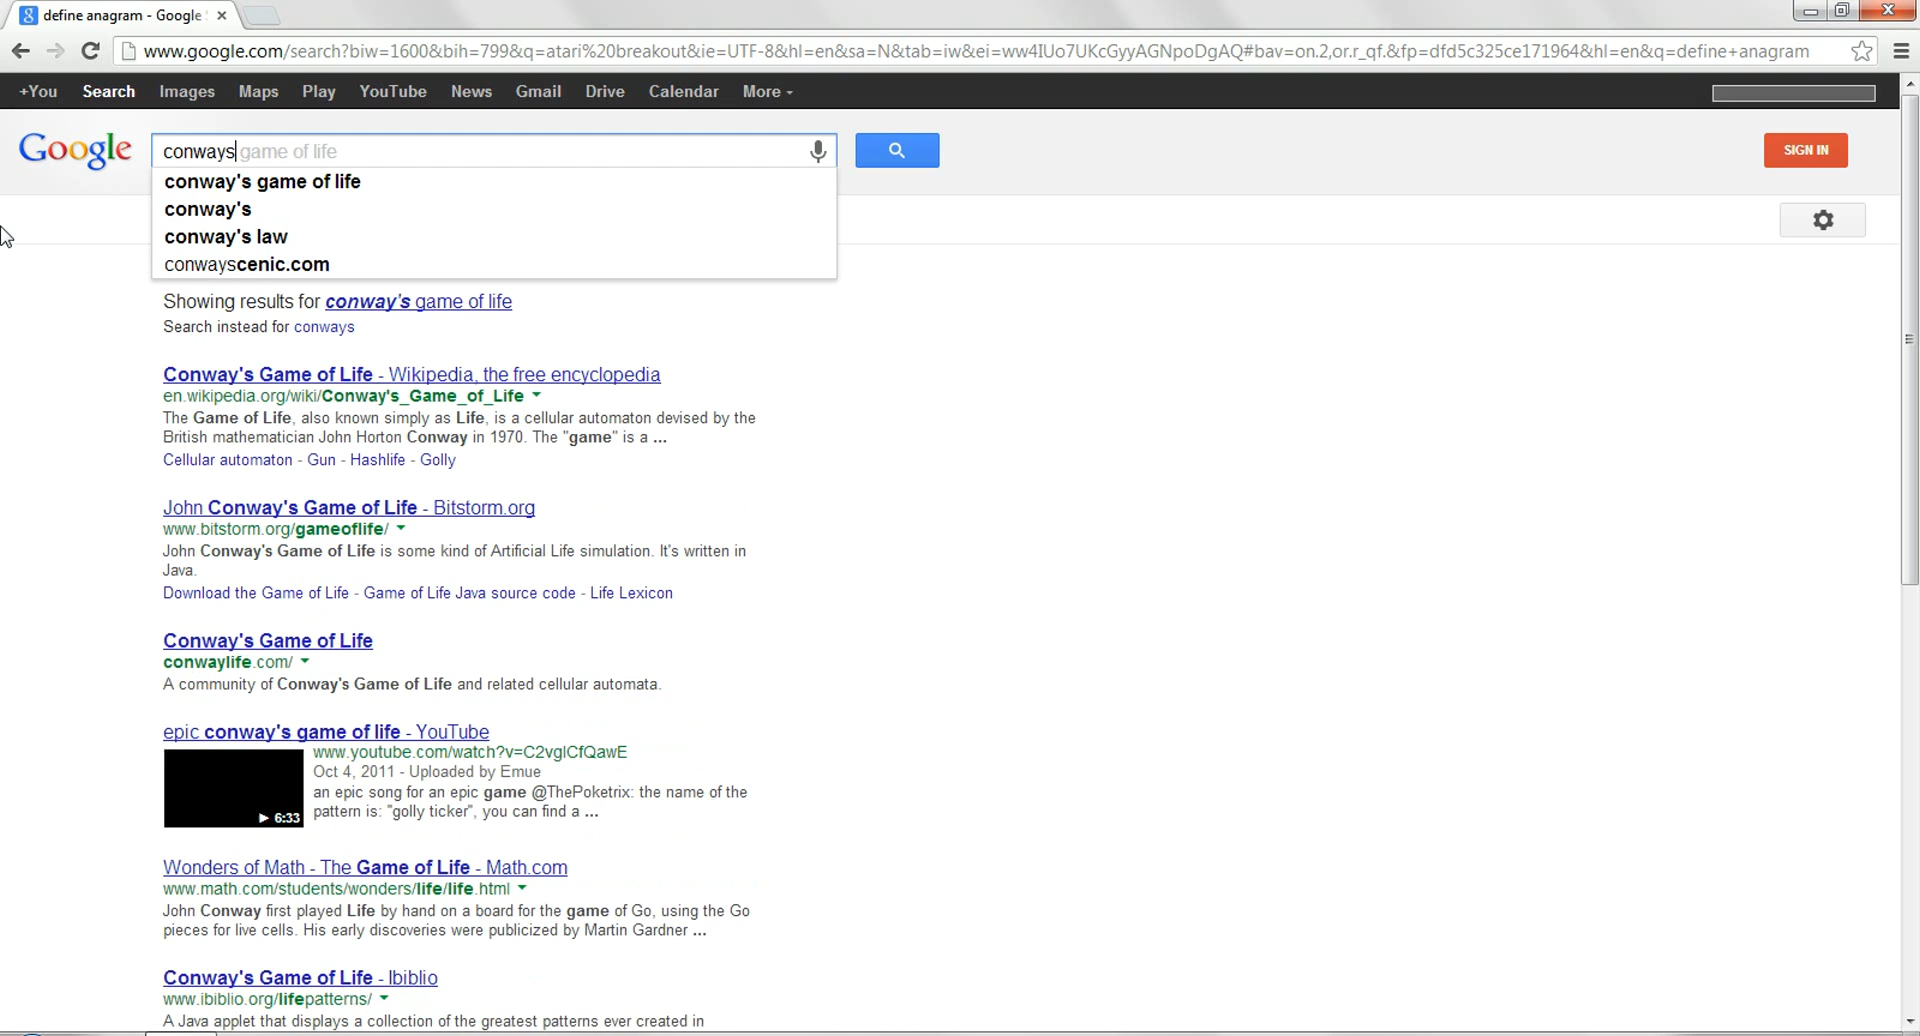 define anagram - Google
www.google.com/search?biw=1600&bih=799&q=atari%20breakout&ie=UTF-8&hl=en&sa=N&tab=iw&ei=ww4IUo7UKcGyyAGNpoDgAQ#bav=on.2,or.r_qf.&fp=dfd5c325ce171964&hl=en&q=define+anagram
+You Search Images Maps Play YouTube News Gmail Drive Calendar More
Google conways game of life SIGN IN
conway's game of life
conway's
conway's law
conwayscenic.com
Showing results for conway's game of life
Search instead for conways
Conway's Game of Life - Wikipedia, the free encyclopedia
en.wikipedia.org/wiki/Conway's_Game_of_Life
The Game of Life, also known simply as Life, is a cellular automaton devised by the
British mathematician John Horton Conway in 1970. The "game" is a ...
Cellular automaton - Gun - Hashlife - Golly
John Conway's Game of Life - Bitstorm.org
www.bitstorm.org/gameoflife/
John Conway's Game of Life is some kind of Artificial Life simulation. It's written in
Java.
Download the Game of Life - Game of Life Java source code - Life Lexicon
Conway's Game of Life
conwaylife.com/
A community of Conway's Game of Life and related cellular automata.
epic conway's game of life - YouTube
www.youtube.com/watch?v=C2vgICfQawE
Oct 4, 2011 - Uploaded by Emue
an epic song for an epic game @ThePoketrix: the name of the
pattern is: "golly ticker", you can find a ...
6:33
Wonders of Math - The Game of Life - Math.com
www.math.com/students/wonders/life/life.html
John Conway first played Life by hand on a board for the game of Go, using the Go
pieces for live cells. His early discoveries were publicized by Martin Gardner ...
Conway's Game of Life - Ibiblio
www.ibiblio.org/lifepatterns/
A Java applet that displays a collection of the greatest patterns ever created in